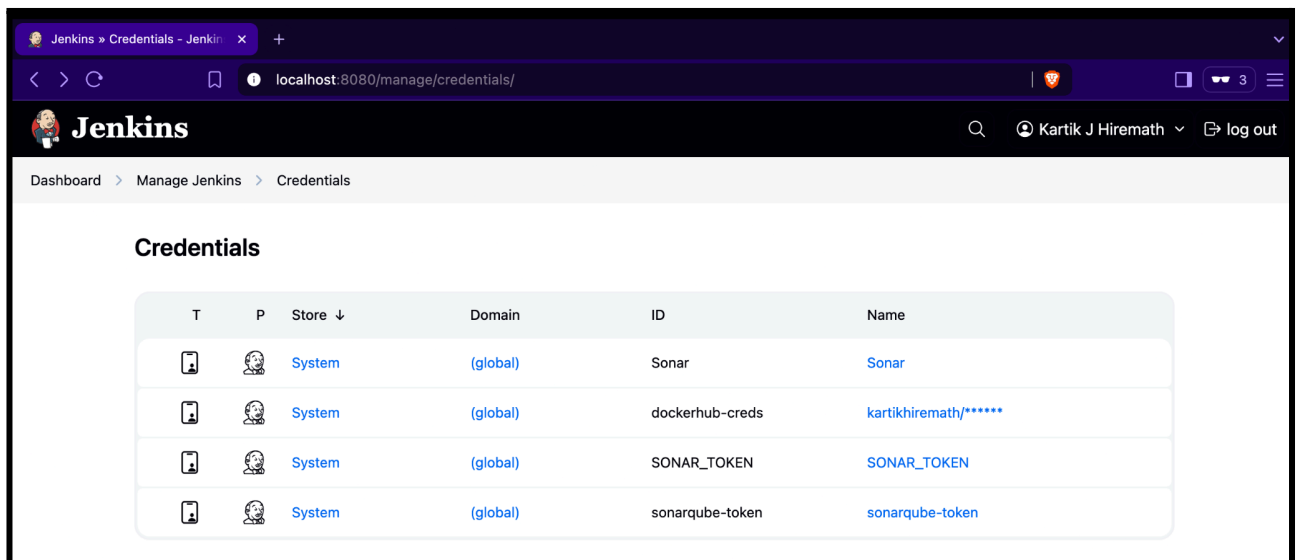 Jenkins » Credentials - Jenkin
localhost:8080/manage/credentials/
3
Jenkins
Kartik J Hiremath
log out
Dashboard > Manage Jenkins > Credentials
Credentials
T P Store ↓ Domain ID Name
System (global) Sonar Sonar
System (global) dockerhub-creds kartikhiremath/******
System (global) SONAR_TOKEN SONAR_TOKEN
System (global) sonarqube-token sonarqube-token